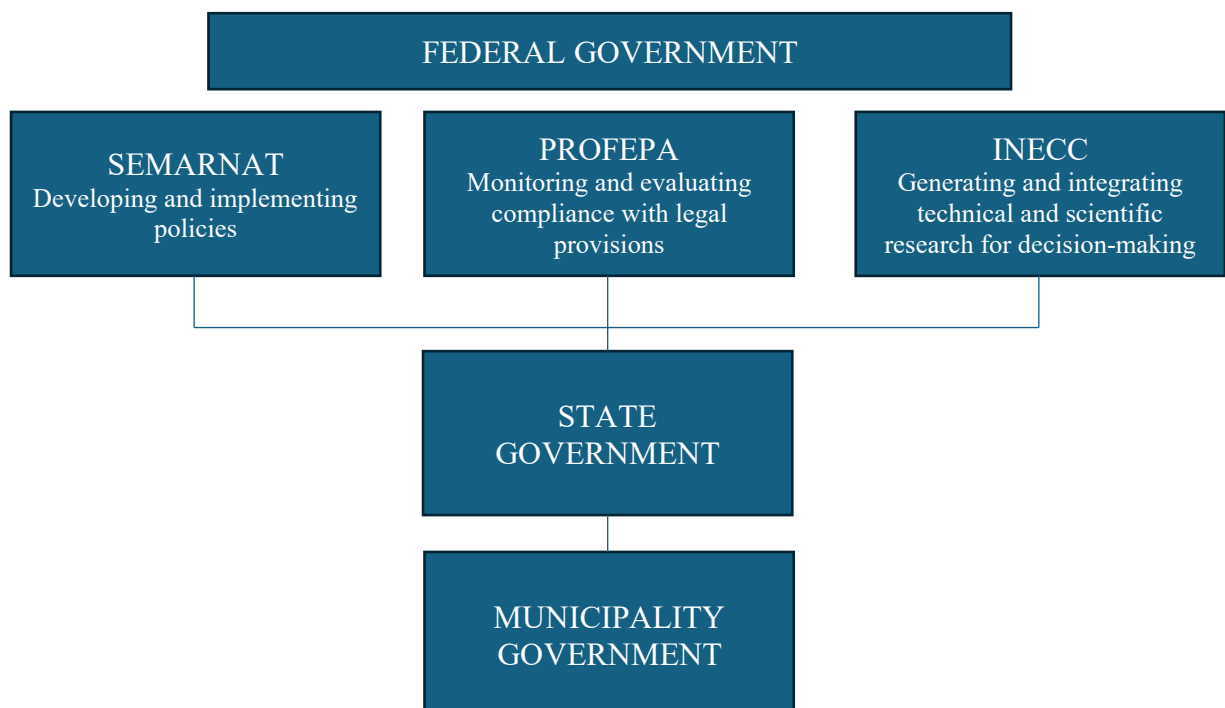 FEDERAL GOVERNMENT
SEMARNAT
Developing and implementing
policies
PROFEPA
Monitoring and evaluating
compliance with legal
provisions
INECC
Generating and integrating
technical and scientific
research for decision-making
STATE
GOVERNMENT
MUNICIPALITY
GOVERNMENT